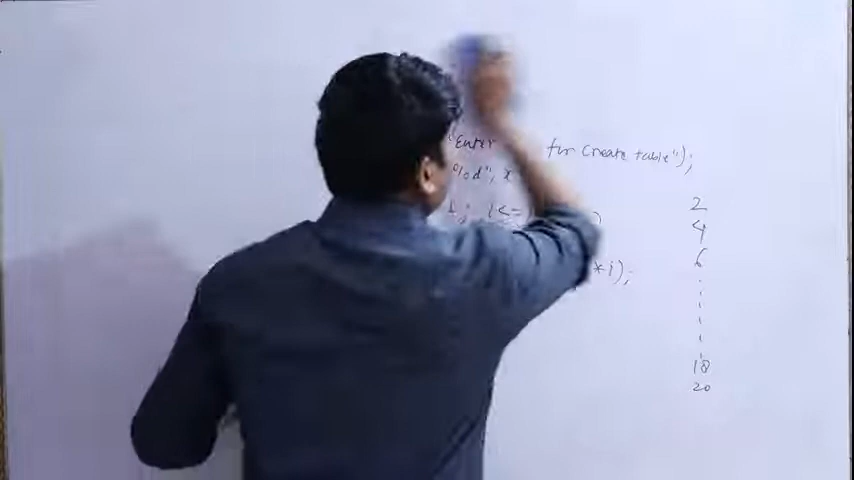 "Enter for create table");
%d", x
; i<=
*i);
2
4
6
18
20